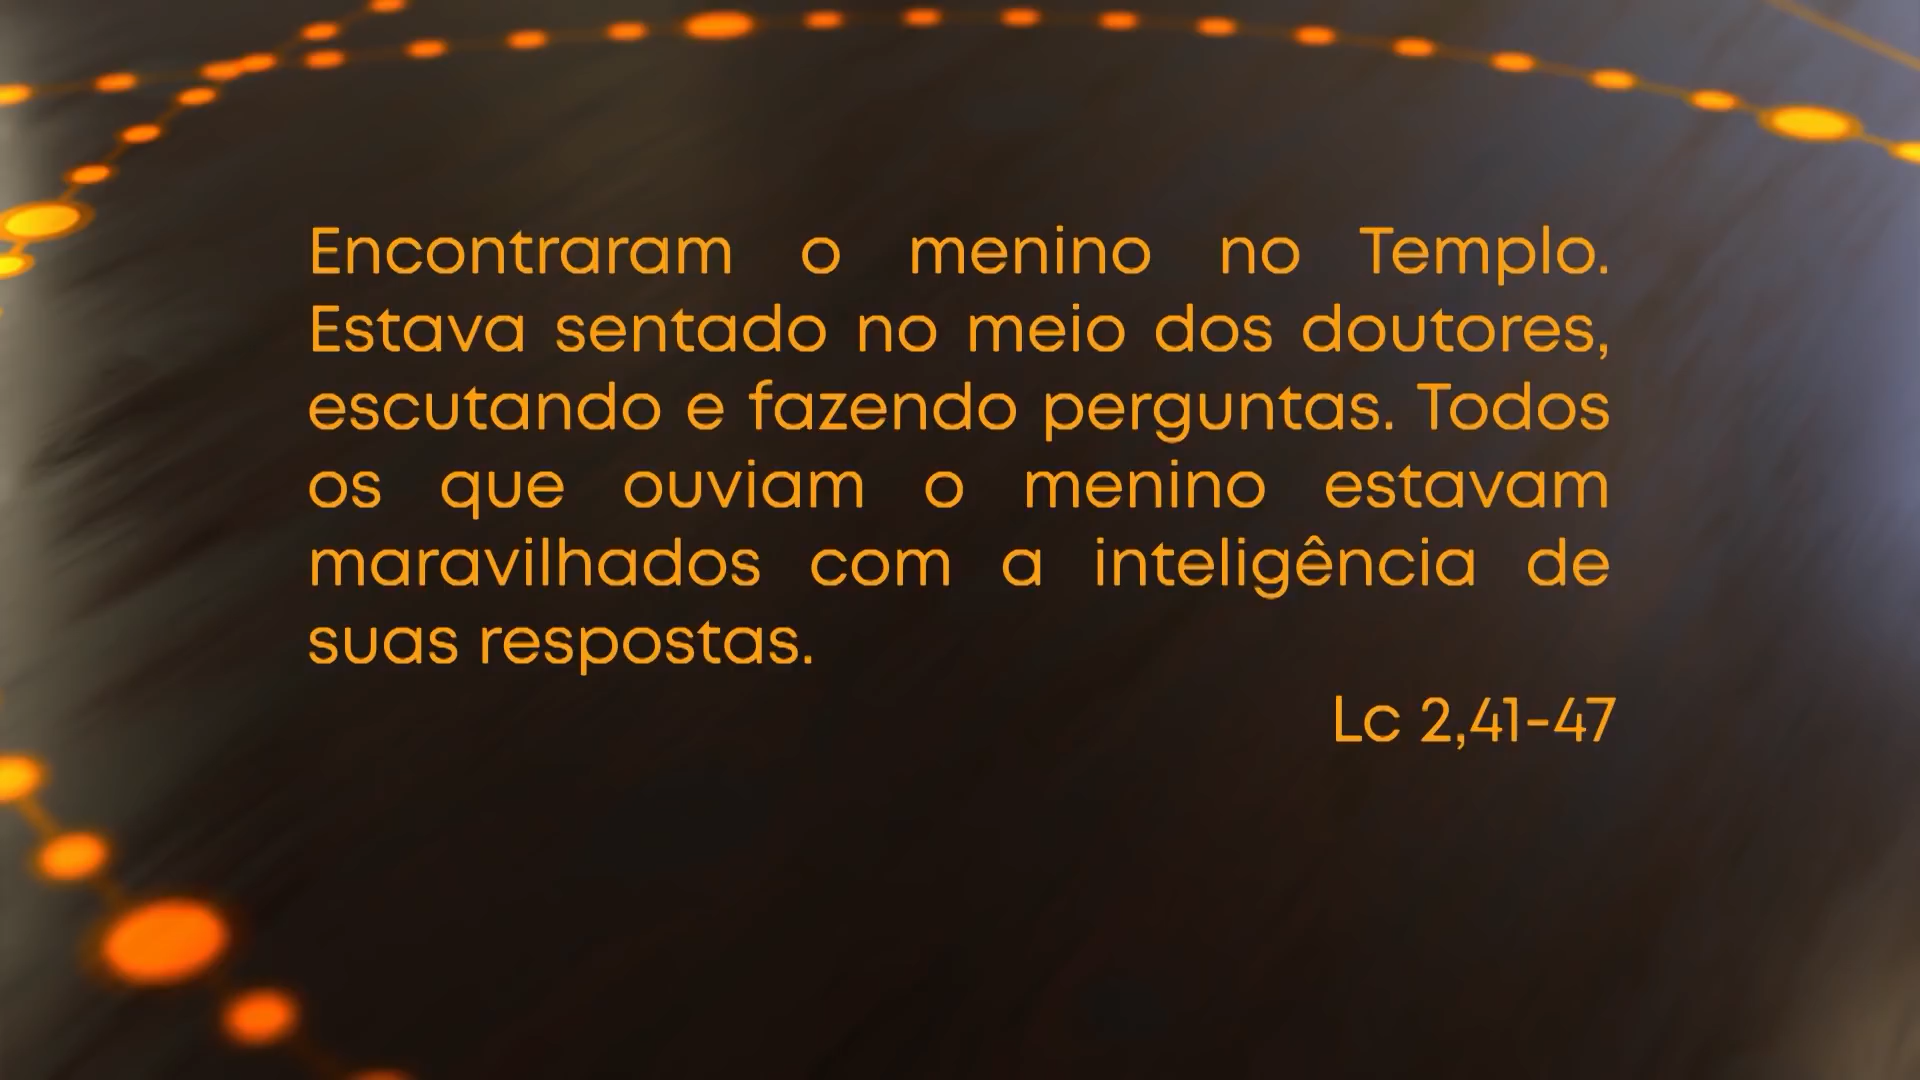 Encontraram o menino no Templo.
Estava sentado no meio dos doutores,
escutando e fazendo perguntas. Todos
os que ouviam o menino estavam
maravilhados com a inteligência de
suas respostas.
Lc 2,41-47